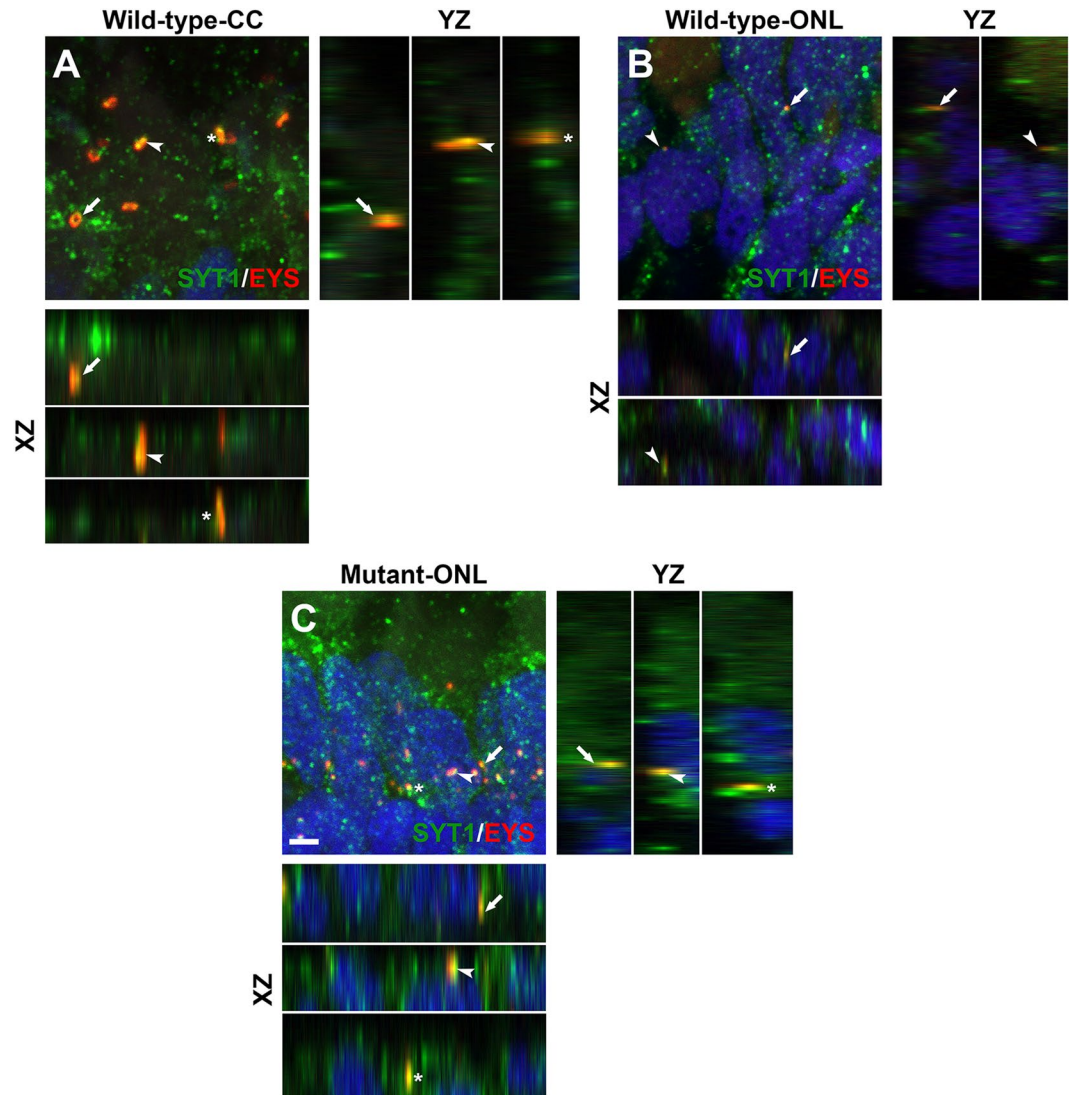 Wild-type-CC
YZ
A
*
*
SYT1/EYS
XZ
*
Wild-type-ONL
YZ
B
SYT1/EYS
XZ
Mutant-ONL
YZ
C
*
*
SYT1/EYS
XZ
*